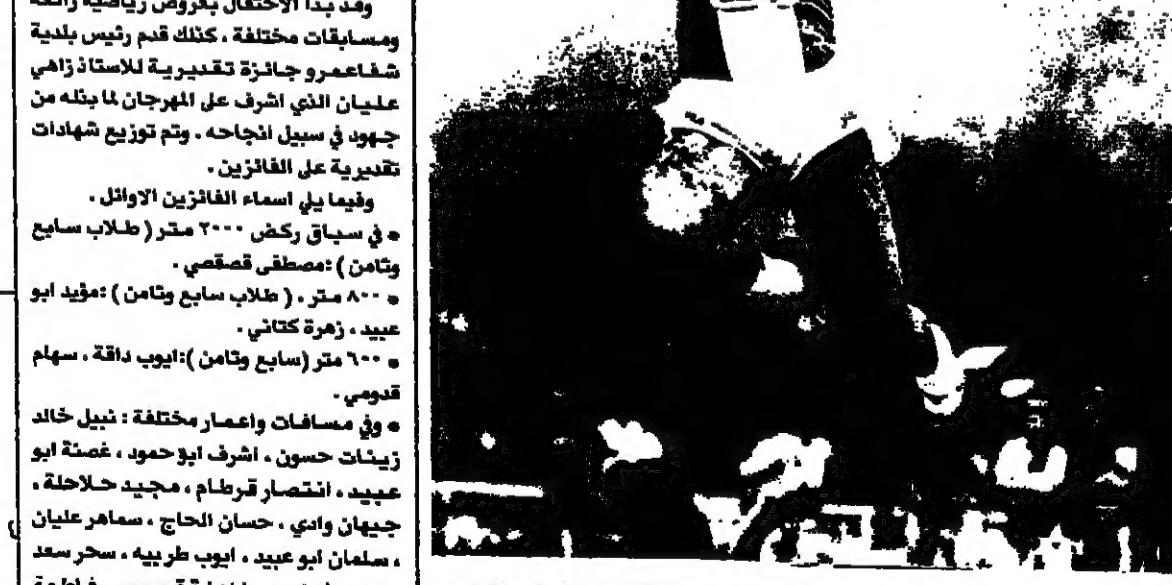 وقد بدأ الاحتفال بعروض رياضية رائعة
ومسابقات مختلفة ، كذلك قدم رئيس بلدية
شفاعمرو جائزة تقديرية للاستاذ زاهي
عليان الذي اشرف على المهرجان لما بذله من
جهود في سبيل انجاحه . وتم توزيع شهادات
تقديرية على الفائزين .
وفيما يلي اسماء الفائزين الاوائل .
● في سباق ركض ٢٠٠٠ متر ( طلاب سابع
وثامن ) :مصطفى قصقصي .
● ٨٠٠ متر . ( طلاب سابع وثامن ) :مؤيد ابو
عبيد ، زهرة كتاني .
● ٦٠٠ متر (سابع وثامن ):ايوب داقة ، سهام
قدومي .
● وفي مسافات واعمار مختلفة : نبيل خالد
زينات حسون ، اشرف ابو حمود ، غصنة ابو
عبيد ، انتصار قرطام ، مجيد حلاحلة ،
جيهان وادي ، حسان الحاج ، سماهر عليان
، سلمان ابو عبيد ، ايوب طربيه ، سحر سعد
فاطمة